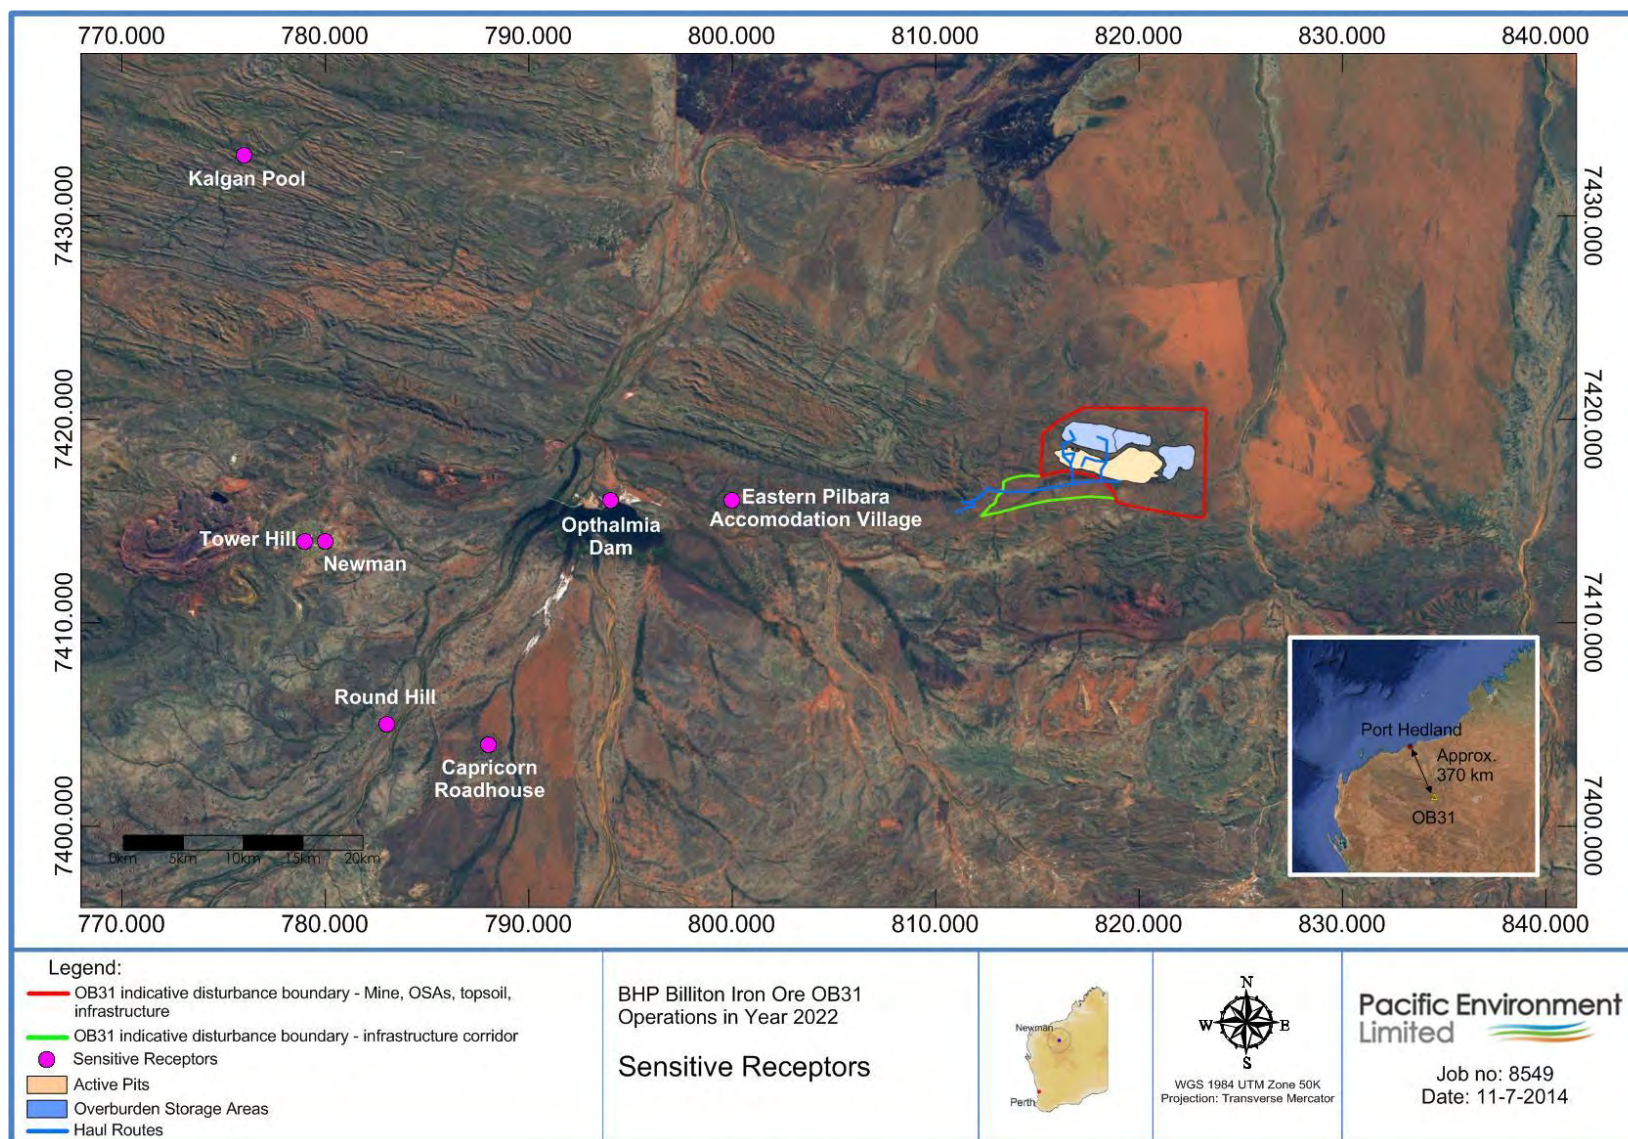 770.000 780.000 790.000 800.000 810.000 820.000 830.000 840.000
7430.000
7420.000
7410.000
7400.000
7430.000
7420.000
7410.000
7400.000
Kalgan Pool
Eastern Pilbara
Accomodation Village
Opthalmia
Dam
Tower Hill
Newman
Round Hill
Capricorn
Roadhouse
0km 5km 10km 15km 20km
Port Hedland
Approx.
370 km
OB31
770.000 780.000 790.000 800.000 810.000 820.000 830.000 840.000
Legend:
OB31 indicative disturbance boundary - Mine, OSAs, topsoil,
infrastructure
OB31 indicative disturbance boundary - infrastructure corridor
Sensitive Receptors
Active Pits
Overburden Storage Areas
Haul Routes
BHP Billiton Iron Ore OB31
Operations in Year 2022
Sensitive Receptors
Newman
Perth
N
W E
S
WGS 1984 UTM Zone 50K
Projection: Transverse Mercator
Pacific Environment
Limited
Job no: 8549
Date: 11-7-2014